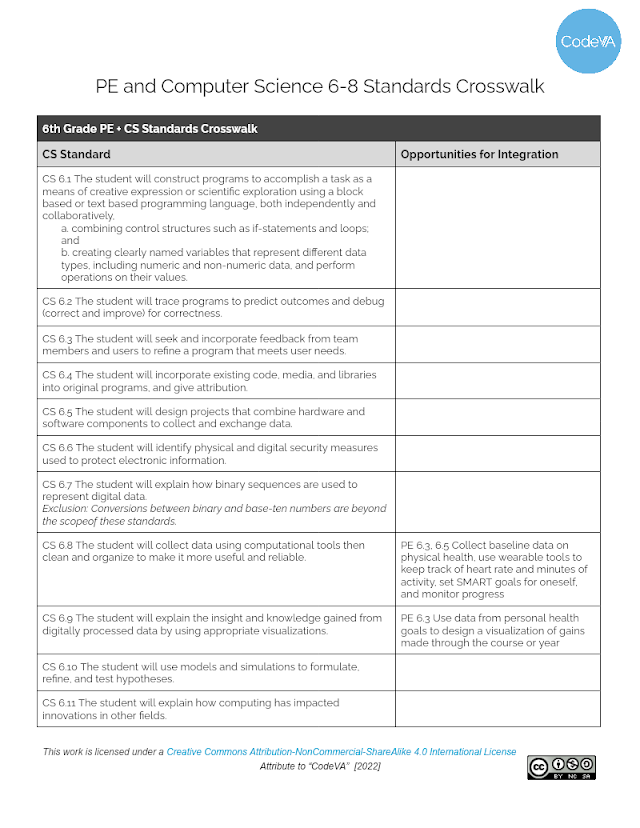 CodeVA
PE and Computer Science 6-8 Standards Crosswalk
6th Grade PE + CS Standards Crosswalk
CS Standard
Opportunities for Integration
CS 6.1 The student will construct programs to accomplish a task as a
means of creative expression or scientific exploration using a block
based or text based programming language, both independently and
collaboratively,
a. combining control structures such as if-statements and loops;
and
b. creating clearly named variables that represent different data
types, including numeric and non-numeric data, and perform
operations on their values.
CS 6.2 The student will trace programs to predict outcomes and debug
(correct and improve) for correctness.
CS 6.3 The student will seek and incorporate feedback from team
members and users to refine a program that meets user needs.
CS 6.4 The student will incorporate existing code, media, and libraries
into original programs, and give attribution.
CS 6.5 The student will design projects that combine hardware and
software components to collect and exchange data.
CS 6.6 The student will identify physical and digital security measures
used to protect electronic information.
CS 6.7 The student will explain how binary sequences are used to
represent digital data.
Exclusion: Conversions between binary and base-ten numbers are beyond
the scopeof these standards.
CS 6.8 The student will collect data using computational tools then
clean and organize to make it more useful and reliable.
PE 6.3, 6.5 Collect baseline data on
physical health, use wearable tools to
keep track of heart rate and minutes of
activity, set SMART goals for oneself,
and monitor progress
CS 6.9 The student will explain the insight and knowledge gained from
digitally processed data by using appropriate visualizations.
PE 6.3 Use data from personal health
goals to design a visualization of gains
made through the course or year
CS 6.10 The student will use models and simulations to formulate,
refine, and test hypotheses.
CS 6.11 The student will explain how computing has impacted
innovations in other fields.
This work is licensed under a Creative Commons Attribution-NonCommercial-ShareAlike 4.0 International License
Attribute to “CodeVA” [2022]
cc
BY NC SA